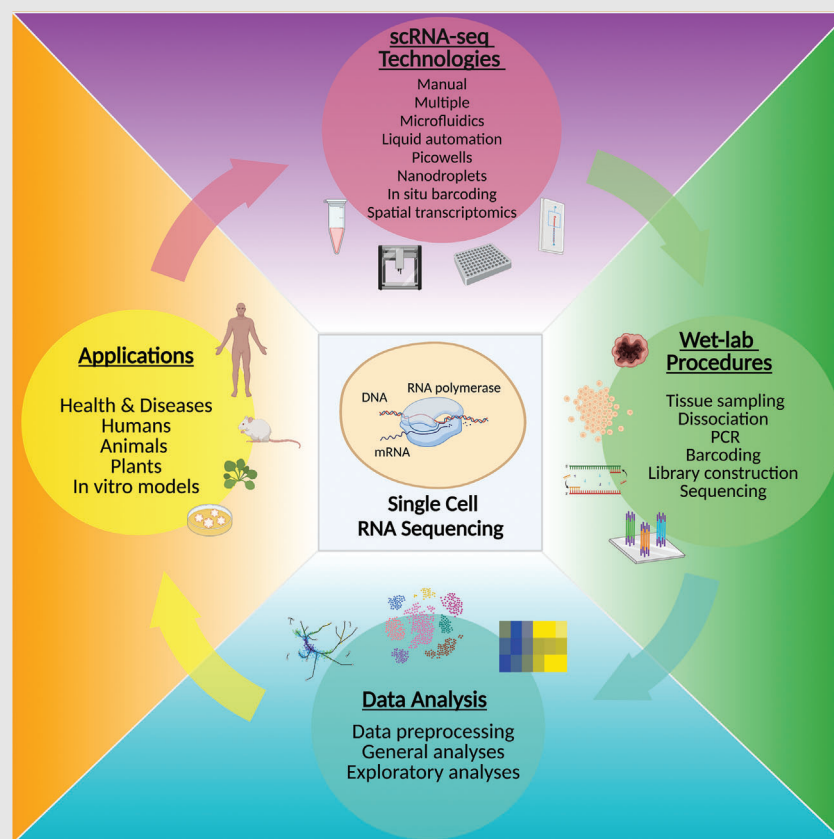 scRNA-seq
Technologies
Manual
Multiple
Microfluidics
Liquid automation
Picowells
Nanodroplets
In situ barcoding
Spatial transcriptomics
Applications
Health & Diseases
Humans
Animals
Plants
In vitro models
DNA
RNA polymerase
mRNA
Single Cell
RNA Sequencing
Wet-lab
Procedures
Tissue sampling
Dissociation
PCR
Barcoding
Library construction
Sequencing
Data Analysis
Data preprocessing
General analyses
Exploratory analyses